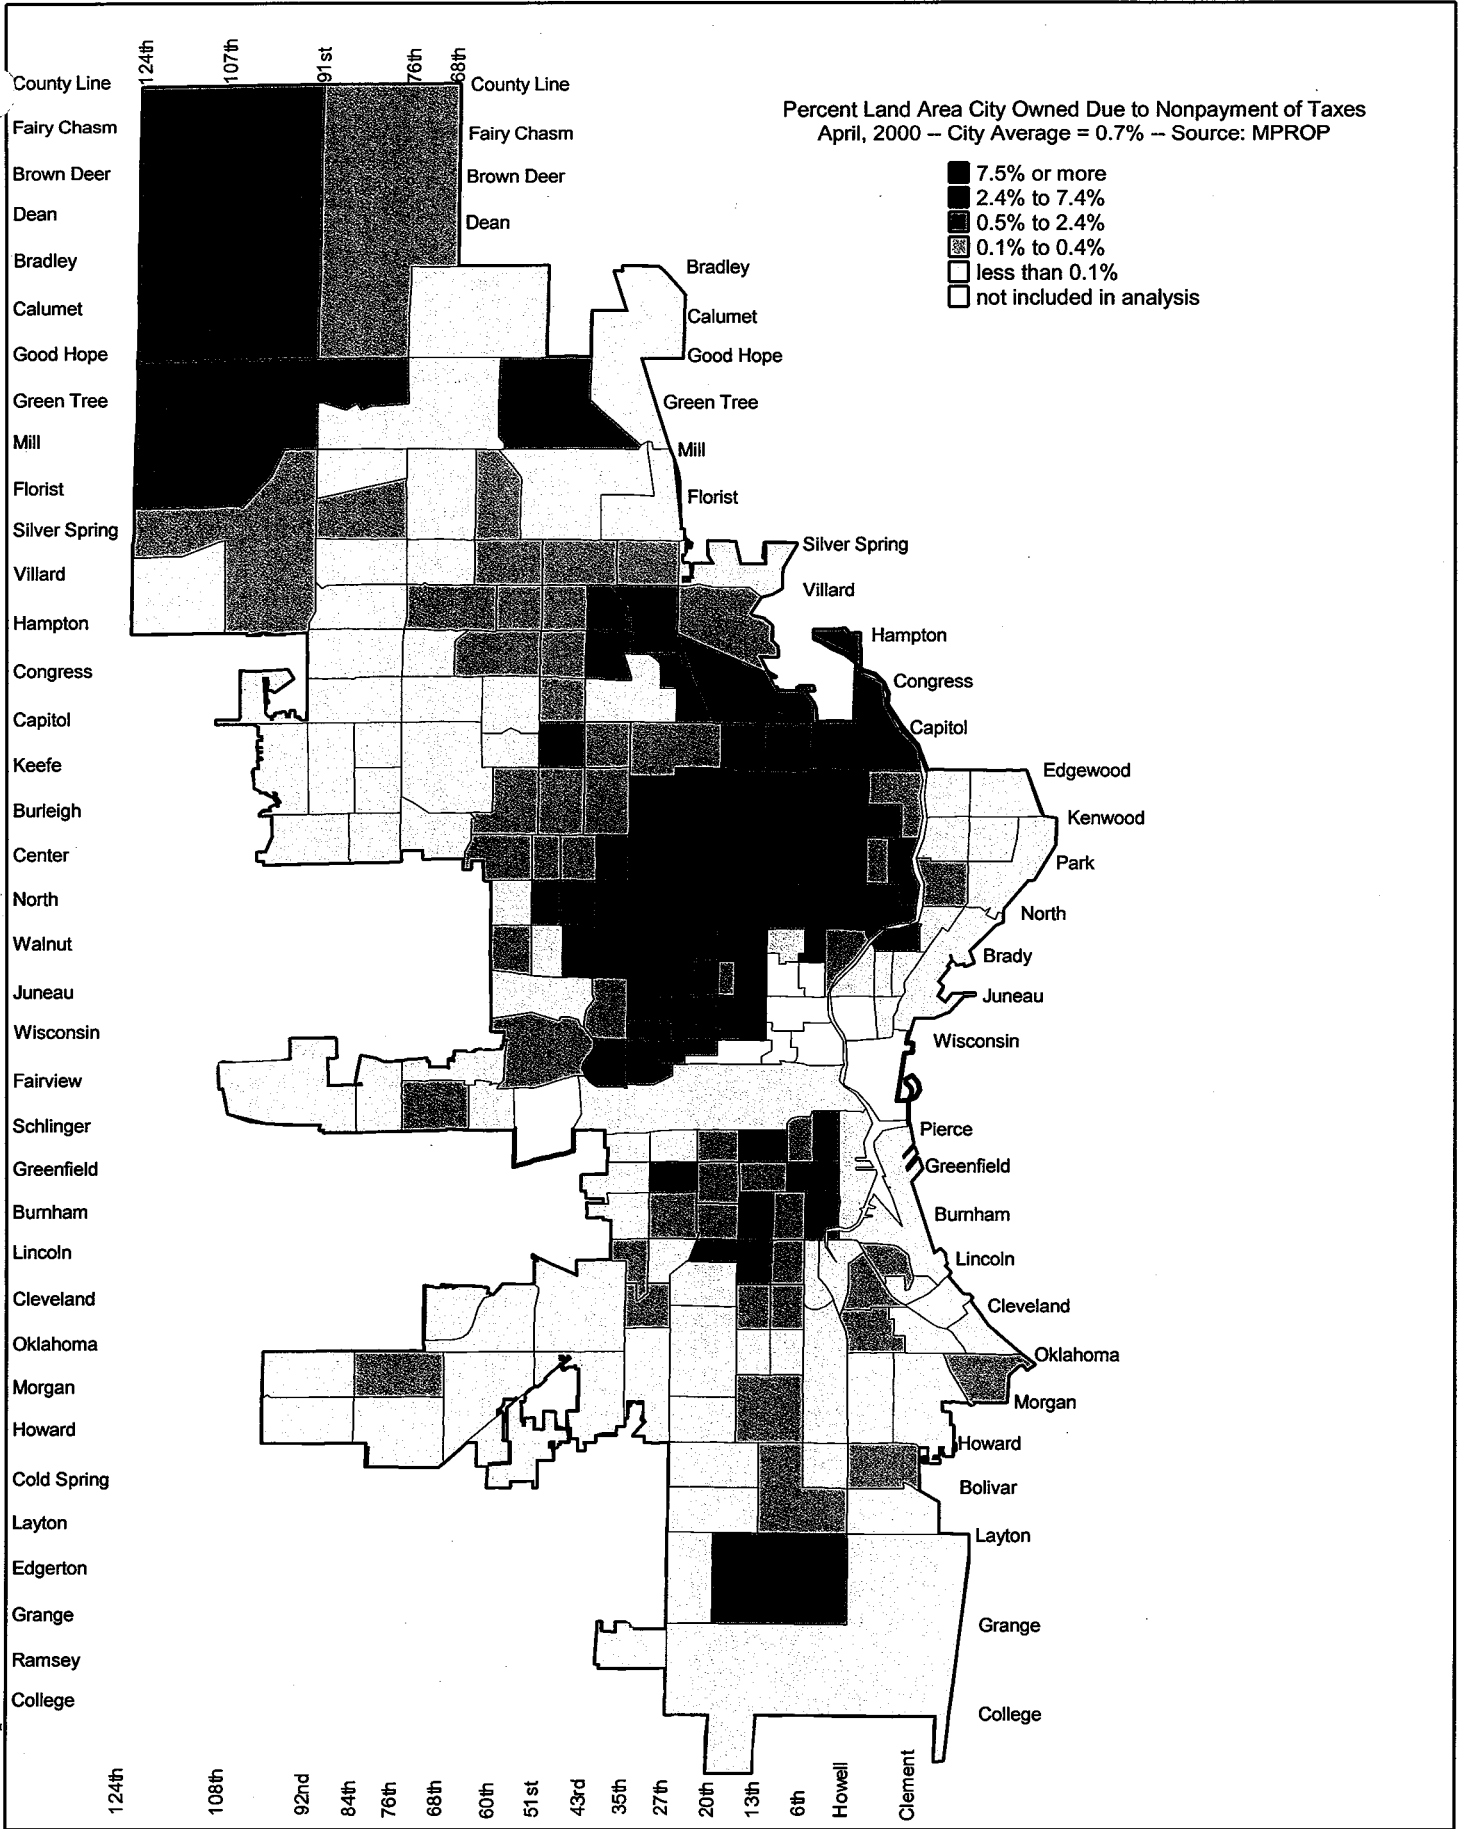 124th
107th
91st
76th
68th
County Line
County Line
Percent Land Area City Owned Due to Nonpayment of Taxes
April, 2000 -- City Average = 0.7% -- Source: MPROP
Fairy Chasm
Fairy Chasm
Brown Deer
Brown Deer
Dean
Dean
7.5% or more
2.4% to 7.4%
0.5% to 2.4%
0.1% to 0.4%
less than 0.1%
not included in analysis
Bradley
Bradley
Calumet
Calumet
Good Hope
Good Hope
Green Tree
Green Tree
Mill
Mill
Florist
Florist
Silver Spring
Silver Spring
Villard
Villard
Hampton
Hampton
Congress
Congress
Capitol
Capitol
Keefe
Edgewood
Burleigh
Kenwood
Center
Park
North
North
Walnut
Brady
Juneau
Juneau
Wisconsin
Wisconsin
Fairview
Schlinger
Pierce
Greenfield
Greenfield
Burnham
Burnham
Lincoln
Lincoln
Cleveland
Cleveland
Oklahoma
Oklahoma
Morgan
Morgan
Howard
Howard
Cold Spring
Bolivar
Layton
Layton
Edgerton
Grange
Grange
Ramsey
College
College
124th
108th
92nd
84th
76th
68th
60th
51st
43rd
35th
27th
20th
13th
6th
Howell
Clement